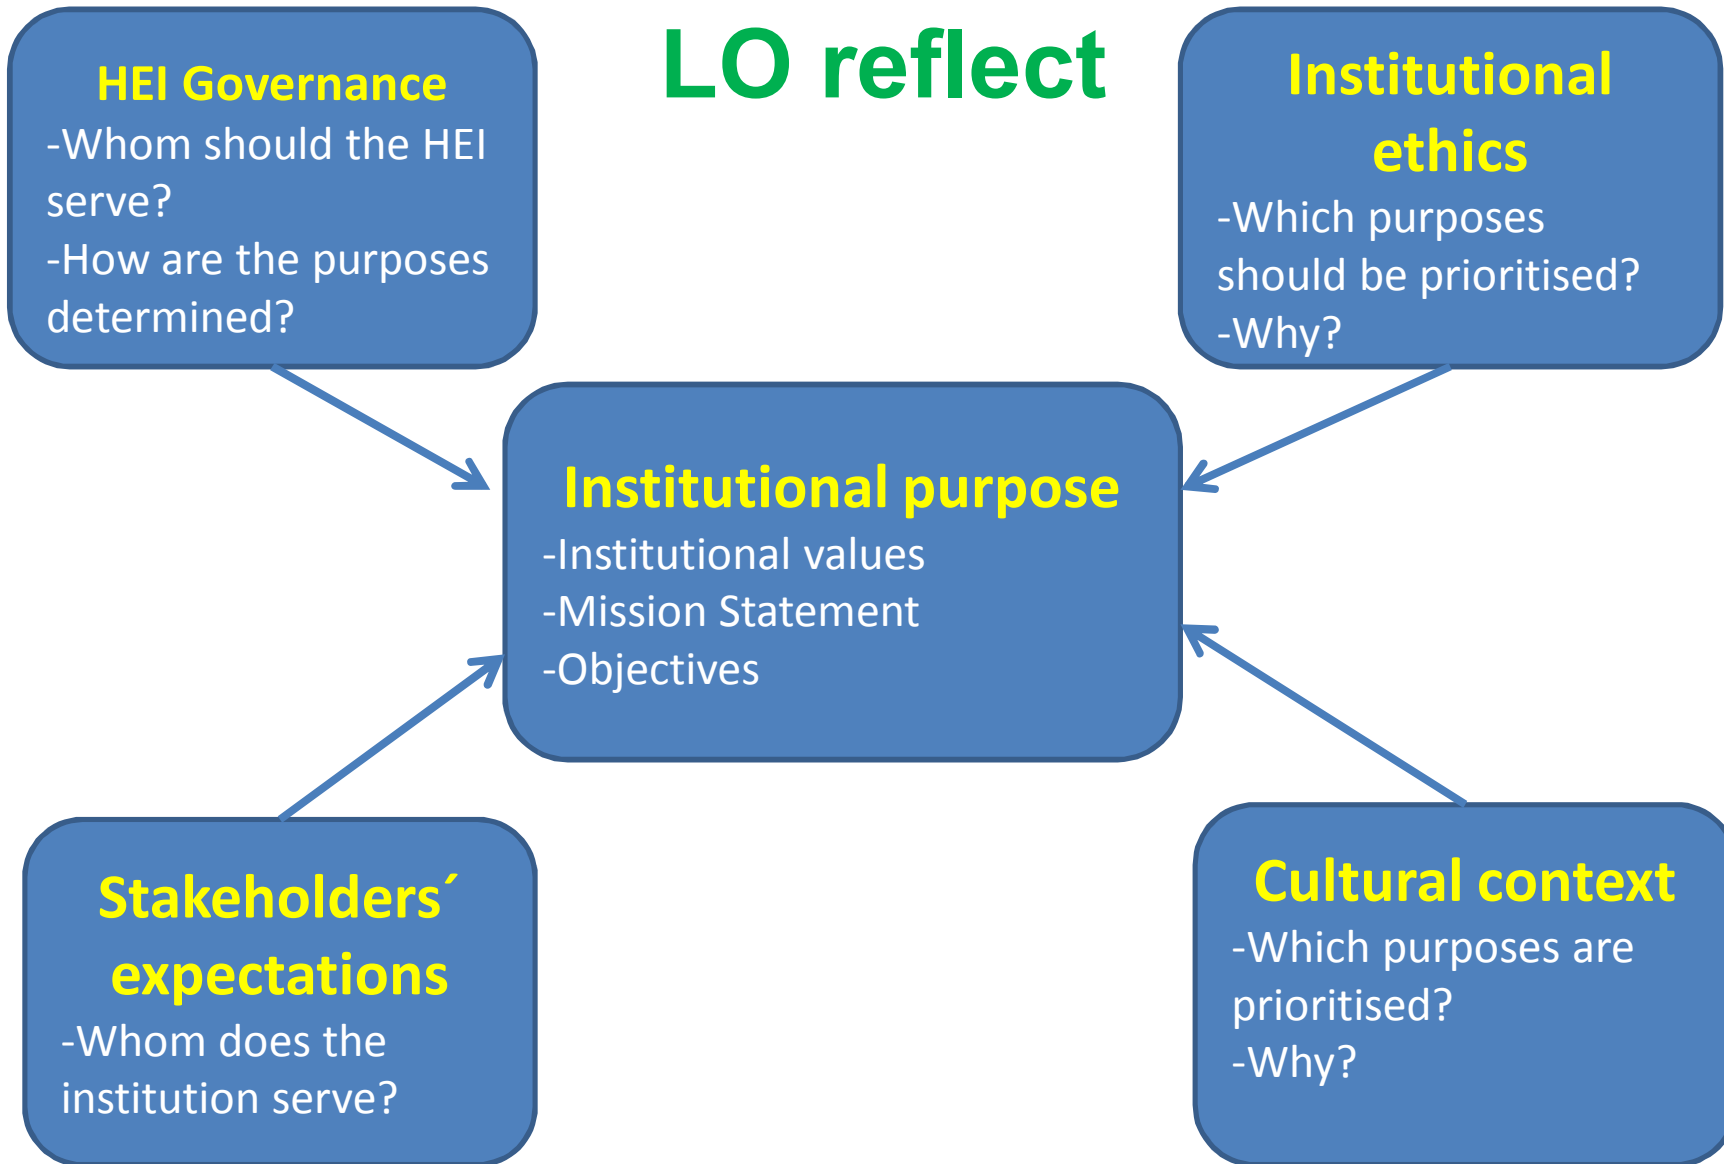 LO reflect
HEI Governance
-Whom should the HEI
serve?
-How are the purposes
determined?
Institutional
ethics
-Which purposes
should be prioritised?
-Why?
Institutional purpose
-Institutional values
-Mission Statement
-Objectives
Stakeholders´
expectations
-Whom does the
institution serve?
Cultural context
-Which purposes are
prioritised?
-Why?